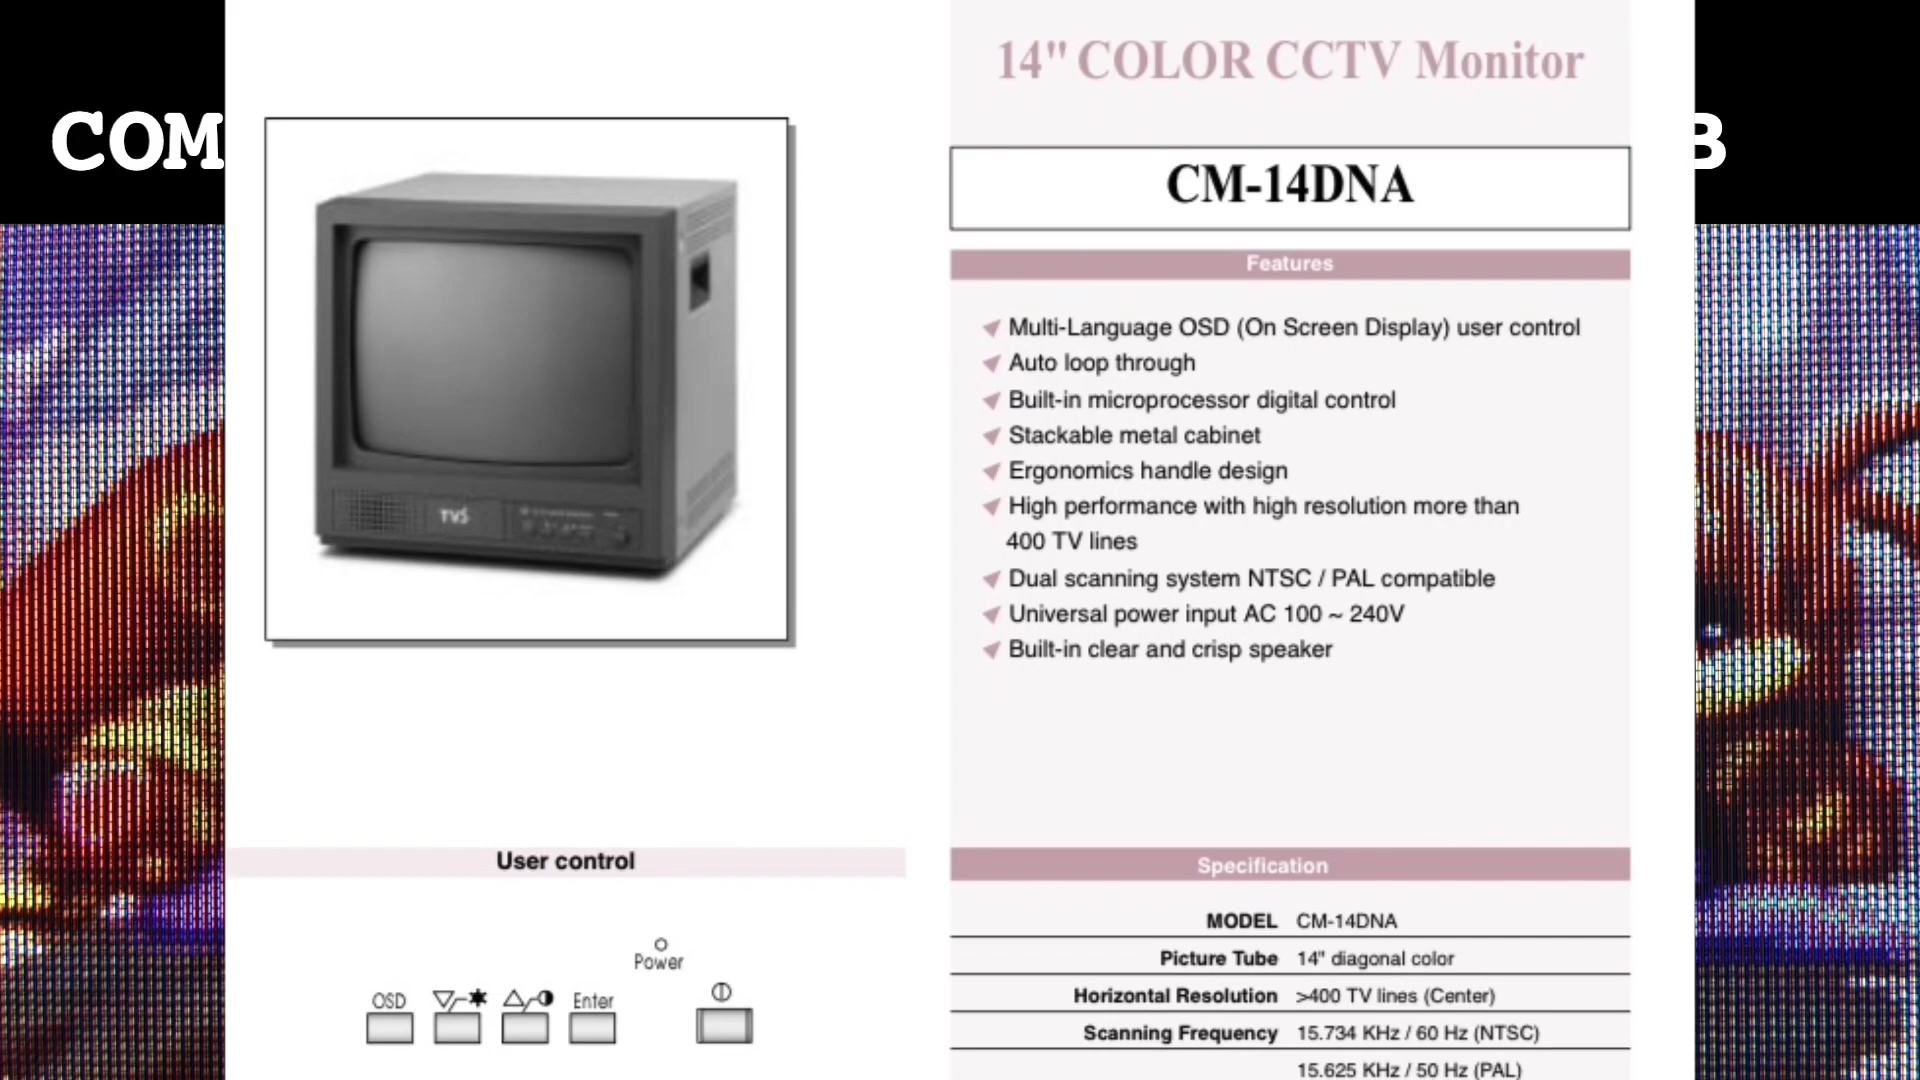 COM
B
14" COLOR CCTV Monitor
CM-14DNA
TVS
Features
Multi-Language OSD (On Screen Display) user control
Auto loop through
Built-in microprocessor digital control
Stackable metal cabinet
Ergonomics handle design
High performance with high resolution more than
400 TV lines
Dual scanning system NTSC / PAL compatible
Universal power input AC 100 ~ 240V
Built-in clear and crisp speaker
User control
Power
OSD
Enter
Specification
MODEL CM-14DNA
Picture Tube 14" diagonal color
Horizontal Resolution >400 TV lines (Center)
Scanning Frequency 15.734 KHz / 60 Hz (NTSC)
15.625 KHz / 50 Hz (PAL)